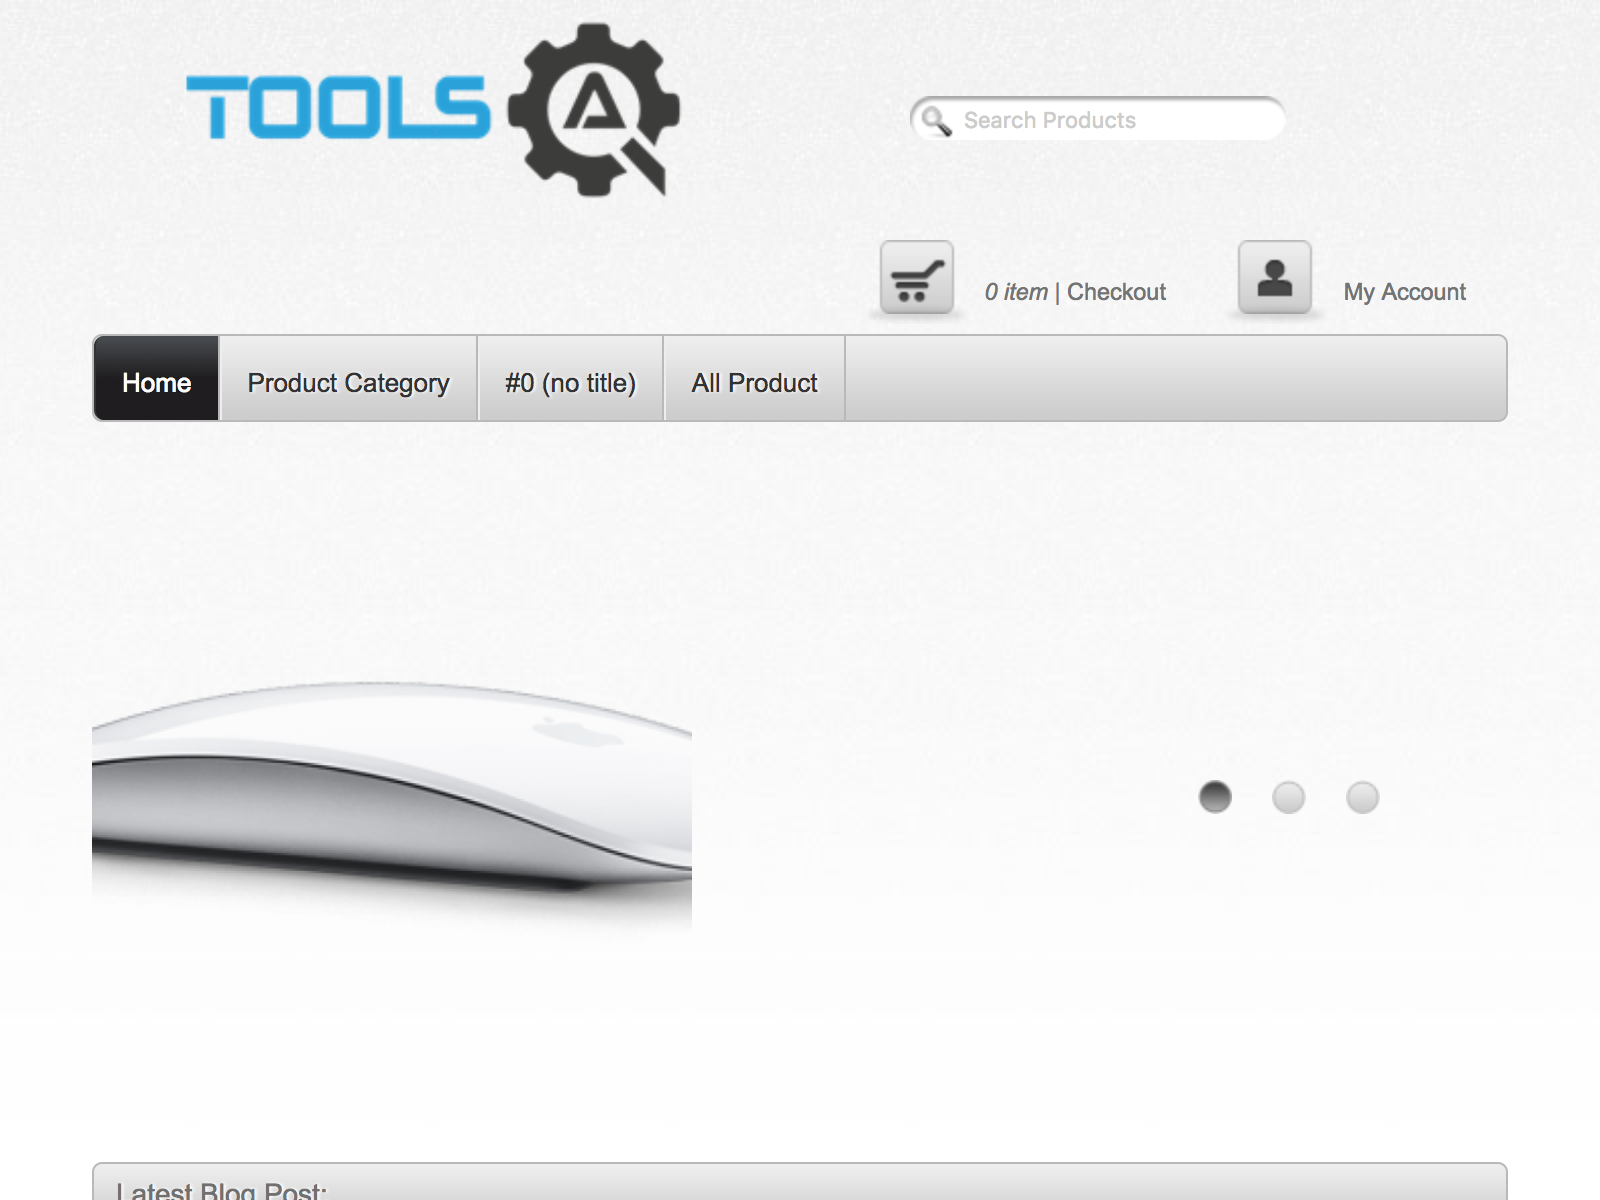 TOOLS QA
Search Products
0 item | Checkout
My Account
Home
Product Category
#0 (no title)
All Product
Latest Blog Post: